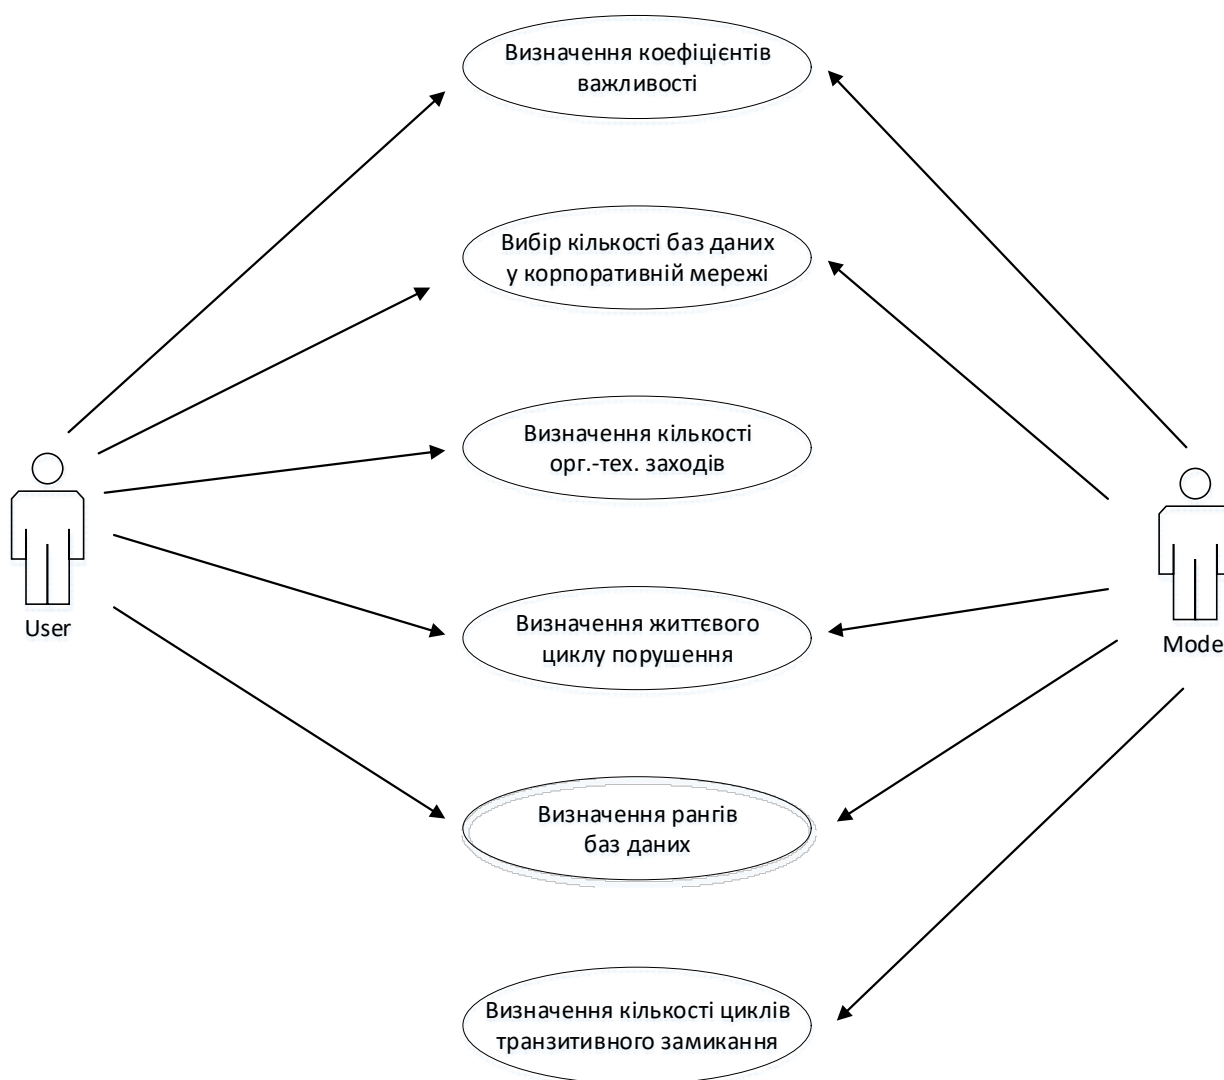 Визначення коефіцієнтів
важливості
Вибір кількості баз даних
у корпоративній мережі
Визначення кількості
орг.-тех. заходів
User
Визначення життєвого
циклу порушення
Mode
Визначення рангів
баз даних
Визначення кількості циклів
транзитивного замикання